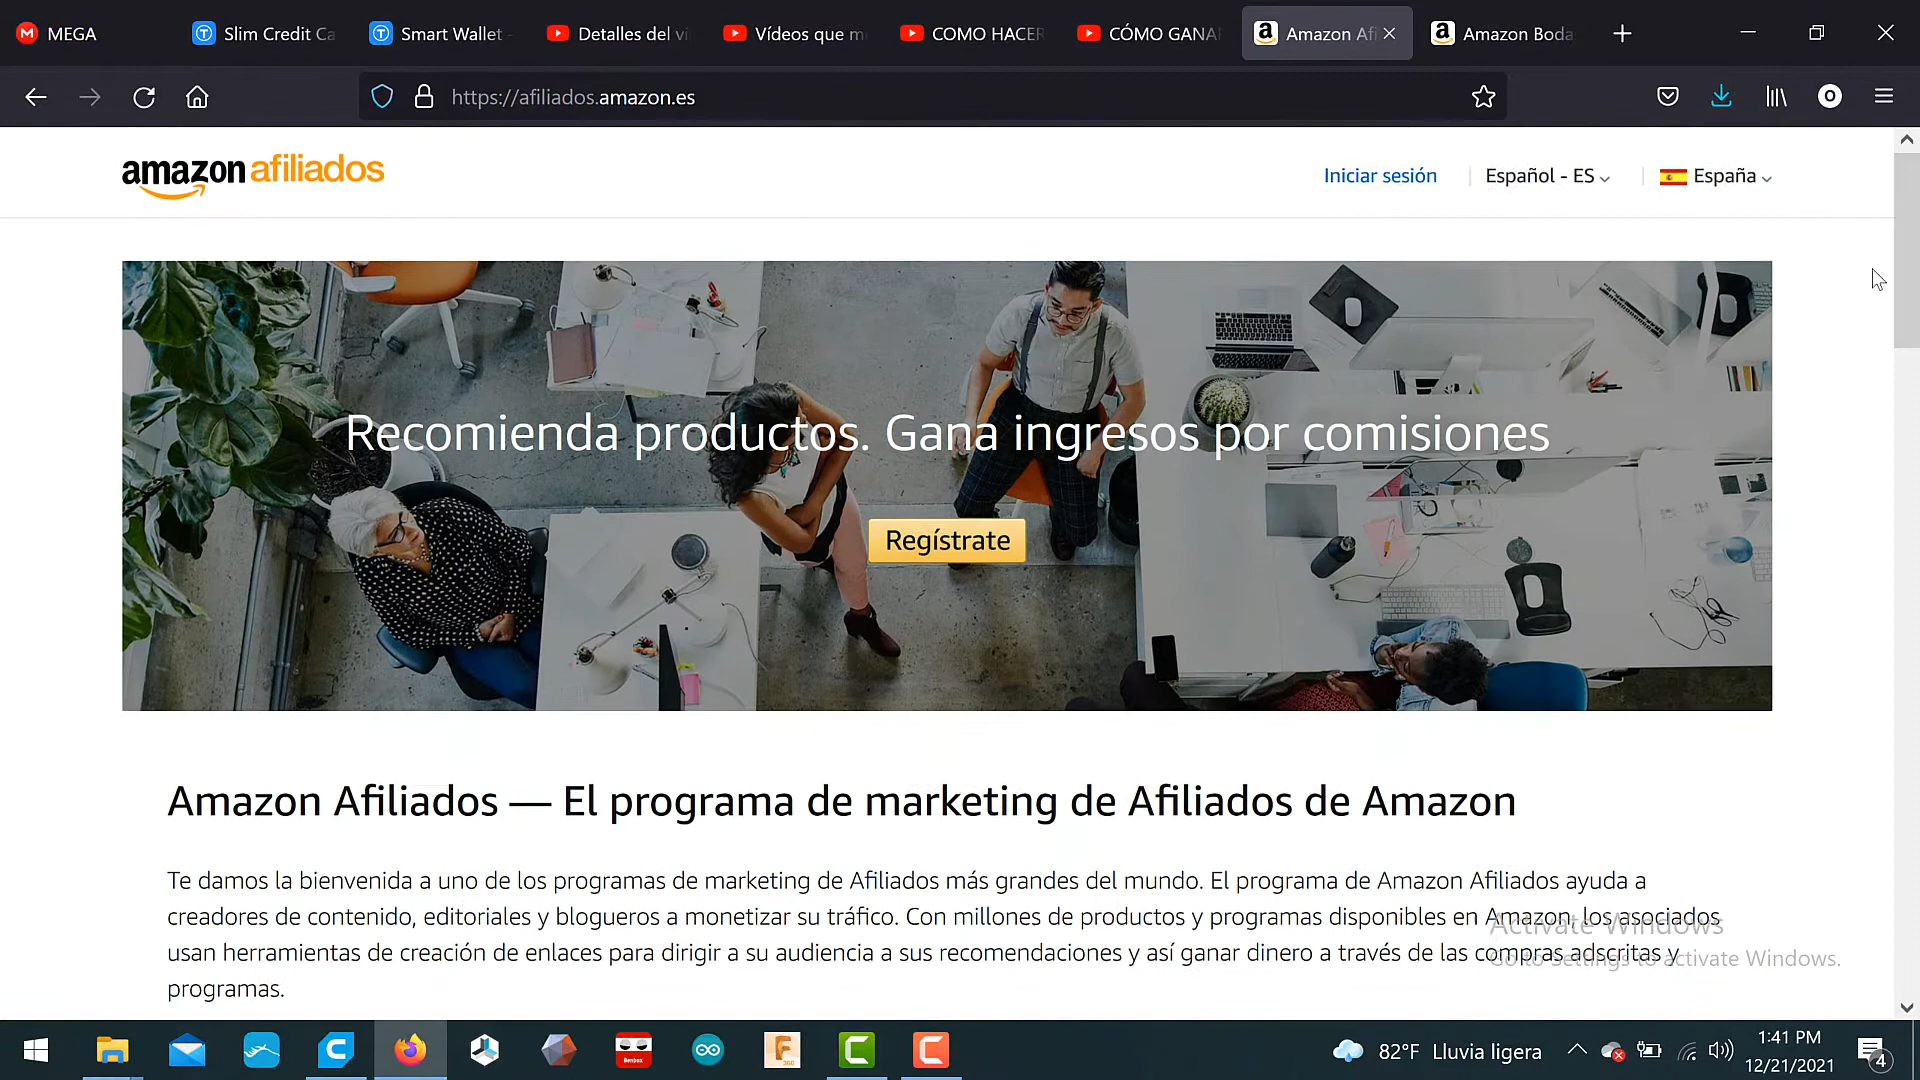 MEGA
Slim Credit Ca
Smart Wallet -
Detalles del ví
Vídeos que m
COMO HACER
CÓMO GANA
Amazon Afi
Amazon Boda
https://afiliados.amazon.es
amazon afiliados
Iniciar sesión
Español - ES
España
Recomienda productos. Gana ingresos por comisiones
Regístrate
Amazon Afiliados — El programa de marketing de Afiliados de Amazon
Te damos la bienvenida a uno de los programas de marketing de Afiliados más grandes del mundo. El programa de Amazon Afiliados ayuda a
creadores de contenido, editoriales y blogueros a monetizar su tráfico. Con millones de productos y programas disponibles en Amazon, los asociados
usan herramientas de creación de enlaces para dirigir a su audiencia a sus recomendaciones y así ganar dinero a través de las compras adscritas y
programas.
Activate Windows
Go to Settings to activate Windows.
82°F Lluvia ligera
1:41 PM
12/21/2021
4